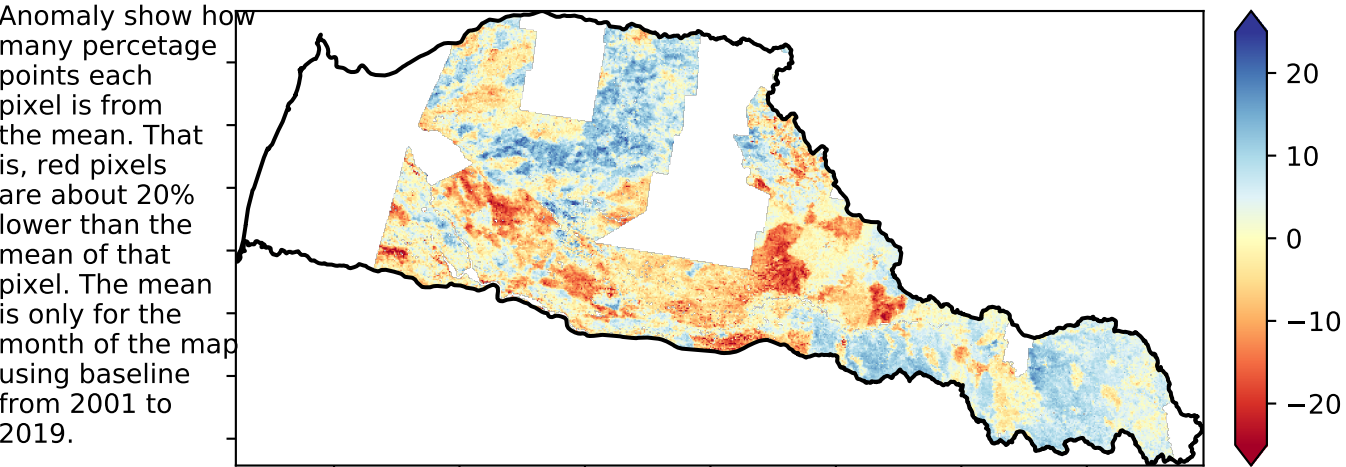 Anomaly show how
many percetage
points each
pixel is from
the mean. That
is, red pixels
are about 20%
lower than the
mean of that
pixel. The mean
is only for the
month of the map
using baseline
from 2001 to
2019.
20
10
0
−10
−20